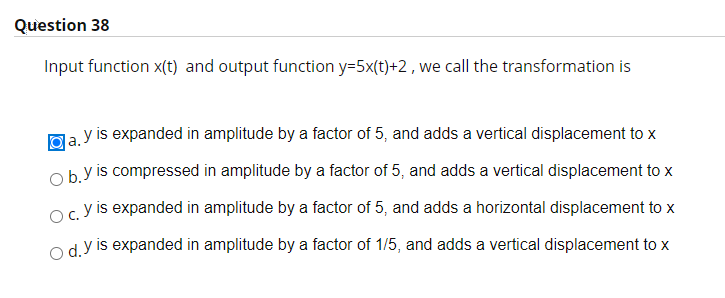 Question 38
Input function x(t) and output function y=5x(t)+2 , we call the transformation is
a. y is expanded in amplitude by a factor of 5, and adds a vertical displacement to x
b. y is compressed in amplitude by a factor of 5, and adds a vertical displacement to x
c. y is expanded in amplitude by a factor of 5, and adds a horizontal displacement to x
d. y is expanded in amplitude by a factor of 1/5, and adds a vertical displacement to x